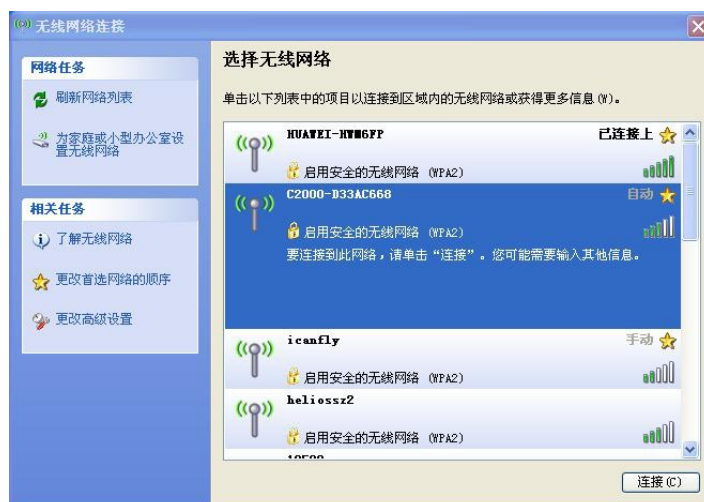 无线网络连接
网络任务
刷新网络列表
为家庭或小型办公室设
置无线网络
相关任务
了解无线网络
更改首选网络的顺序
更改高级设置
选择无线网络
单击以下列表中的项目以连接到区域内的无线网络或获得更多信息(W)。
HUAWEI-HWM6FP 已连接上
启用安全的无线网络 (WPA2)
C2000-D33AC668 自动
启用安全的无线网络 (WPA2)
要连接到此网络,请单击“连接”。您可能需要输入其他信息。
icanfly 手动
启用安全的无线网络 (WPA2)
heliossz2
启用安全的无线网络 (WPA2)
连接(C)